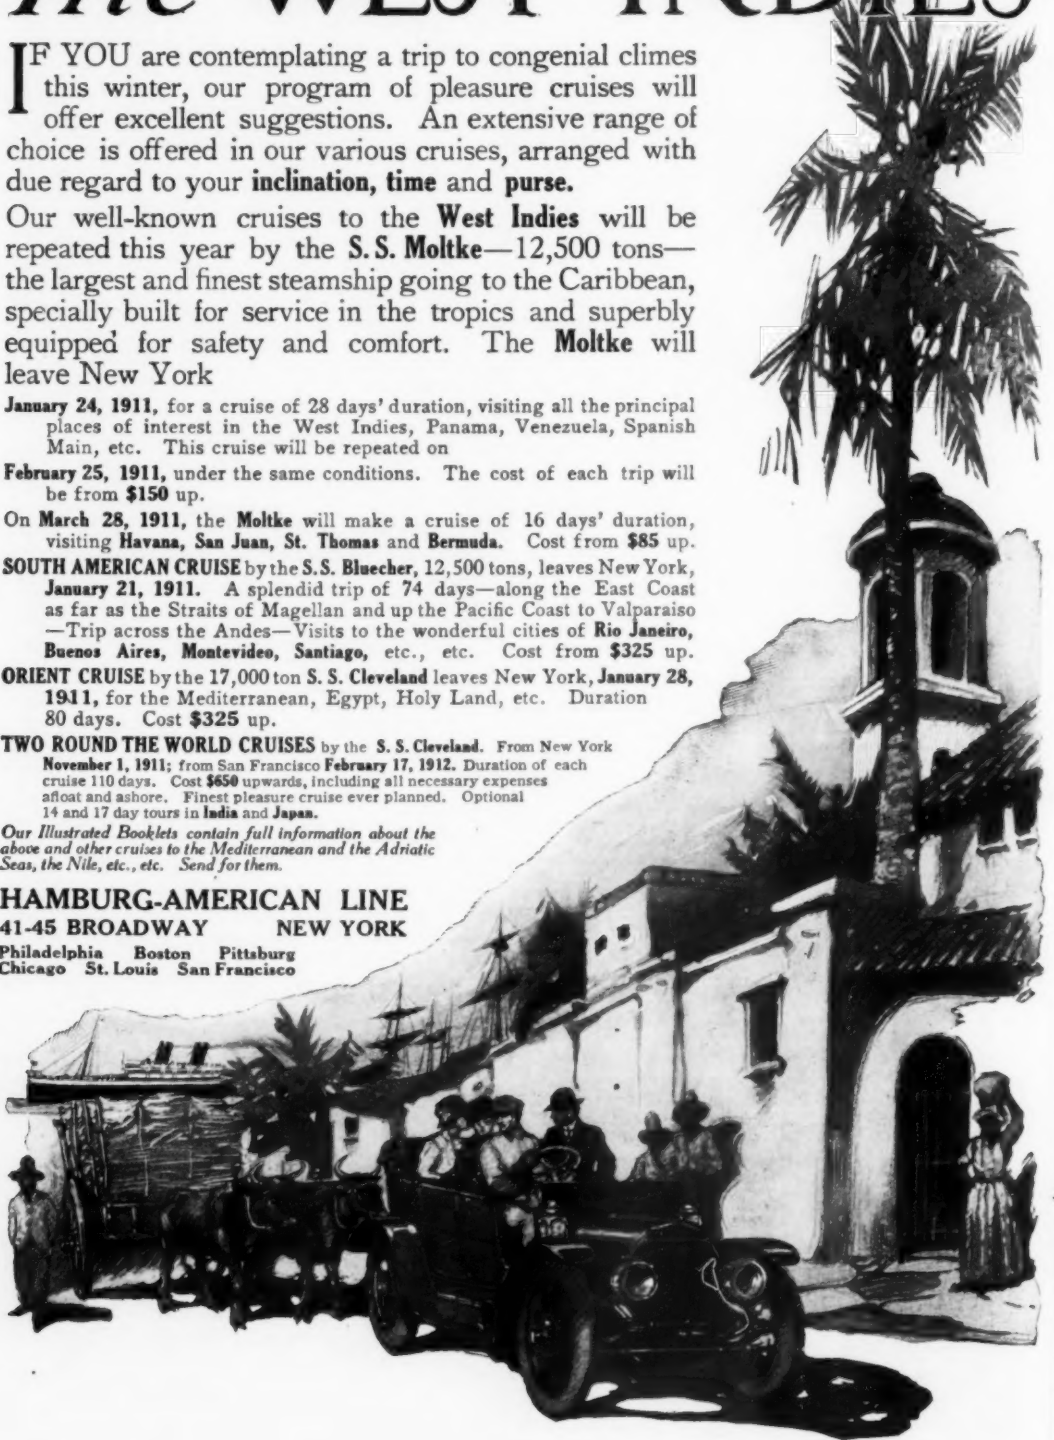 The WEST INDIES
IF YOU are contemplating a trip to congenial climes
this winter, our program of pleasure cruises will
offer excellent suggestions. An extensive range of
choice is offered in our various cruises, arranged with
due regard to your inclination, time and purse.
Our well-known cruises to the West Indies will be
repeated this year by the S. S. Moltke—12,500 tons—
the largest and finest steamship going to the Caribbean,
specially built for service in the tropics and superbly
equipped for safety and comfort. The Moltke will
leave New York
January 24, 1911, for a cruise of 28 days' duration, visiting all the principal
places of interest in the West Indies, Panama, Venezuela, Spanish
Main, etc. This cruise will be repeated on
February 25, 1911, under the same conditions. The cost of each trip will
be from $150 up.
On March 28, 1911, the Moltke will make a cruise of 16 days' duration,
visiting Havana, San Juan, St. Thomas and Bermuda. Cost from $85 up.
SOUTH AMERICAN CRUISE by the S. S. Bluecher, 12,500 tons, leaves New York,
January 21, 1911. A splendid trip of 74 days—along the East Coast
as far as the Straits of Magellan and up the Pacific Coast to Valparaiso
—Trip across the Andes—Visits to the wonderful cities of Rio Janeiro,
Buenos Aires, Montevideo, Santiago, etc., etc. Cost from $325 up.
ORIENT CRUISE by the 17,000 ton S. S. Cleveland leaves New York, January 28,
1911, for the Mediterranean, Egypt, Holy Land, etc. Duration
80 days. Cost $325 up.
TWO ROUND THE WORLD CRUISES by the S. S. Cleveland. From New York
November 1, 1911; from San Francisco February 17, 1912. Duration of each
cruise 110 days. Cost $650 upwards, including all necessary expenses
afloat and ashore. Finest pleasure cruise ever planned. Optional
14 and 17 day tours in India and Japan.
Our Illustrated Booklets contain full information about the
above and other cruises to the Mediterranean and the Adriatic
Seas, the Nile, etc., etc. Send for them.
HAMBURG-AMERICAN LINE
41-45 BROADWAY NEW YORK
Philadelphia Boston Pittsburg
Chicago St. Louis San Francisco